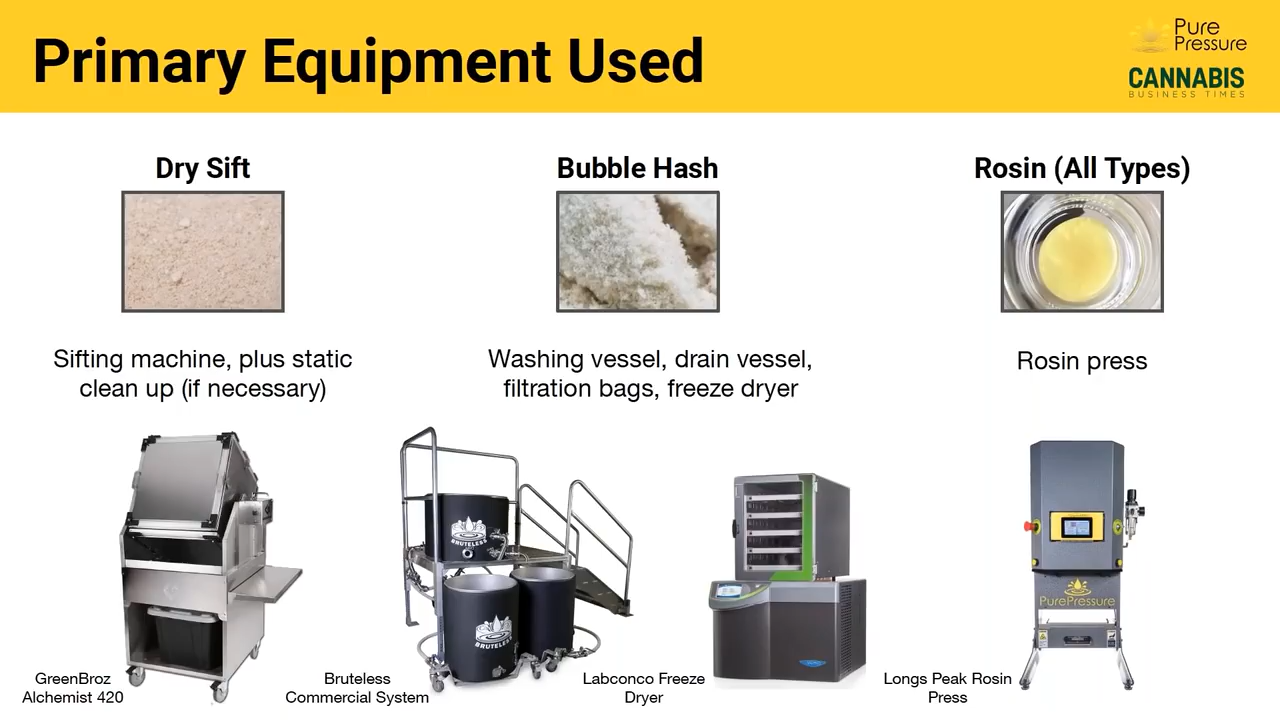 Primary Equipment Used
Pure
Pressure
CANNABIS
BUSINESS TIMES
Dry Sift
Bubble Hash
Rosin (All Types)
Sifting machine, plus static
clean up (if necessary)
Washing vessel, drain vessel,
filtration bags, freeze dryer
Rosin press
BRUTELESS
BRUTELESS
PurePressure
GreenBroz
Alchemist 420
Bruteless
Commercial System
Labconco Freeze
Dryer
Longs Peak Rosin
Press